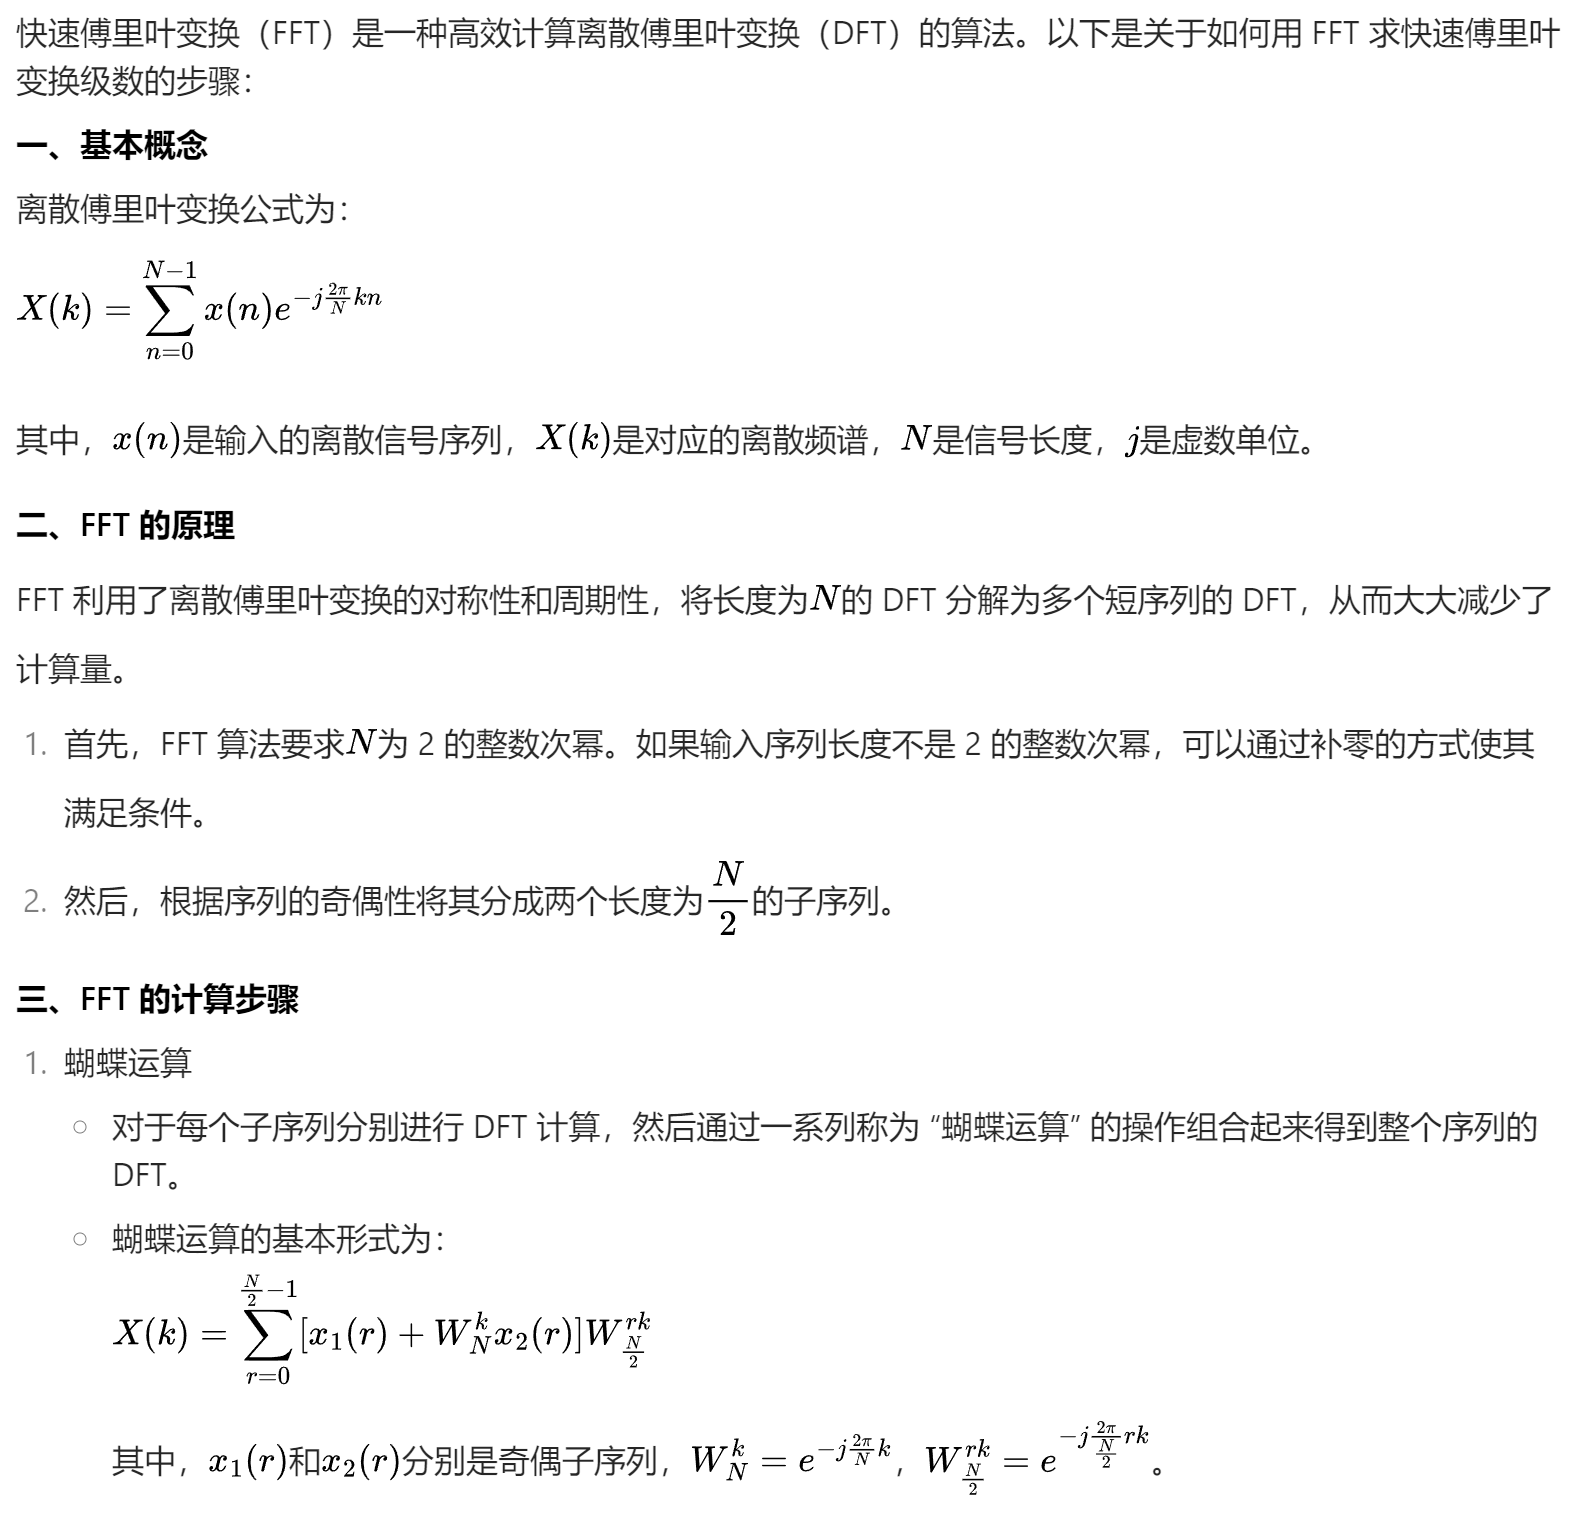 快速傅里叶变换（FFT）是一种高效计算离散傅里叶变换（DFT）的算法。以下是关于如何用 FFT 求快速傅里叶
变换级数的步骤：
一、基本概念
离散傅里叶变换公式为：
$X(k) = \sum_{n=0}^{N-1} x(n) e^{-j\frac{2\pi}{N}kn}$
其中，$x(n)$是输入的离散信号序列，$X(k)$是对应的离散频谱，$N$是信号长度，$j$是虚数单位。
二、FFT 的原理
FFT 利用了离散傅里叶变换的对称性和周期性，将长度为$N$的 DFT 分解为多个短序列的 DFT，从而大大减少了
计算量。
1. 首先，FFT 算法要求$N$为 2 的整数次幂。如果输入序列长度不是 2 的整数次幂，可以通过补零的方式使其
满足条件。
2. 然后，根据序列的奇偶性将其分成两个长度为$\frac{N}{2}$的子序列。
三、FFT 的计算步骤
1. 蝴蝶运算
○ 对于每个子序列分别进行 DFT 计算，然后通过一系列称为 “蝴蝶运算” 的操作组合起来得到整个序列的
DFT。
○ 蝴蝶运算的基本形式为：
$X(k) = \sum_{r=0}^{\frac{N}{2}-1} [x_1(r) + W_N^k x_2(r)] W_{\frac{N}{2}}^{rk}$
其中，$x_1(r)$和$x_2(r)$分别是奇偶子序列，$W_N^k = e^{-j\frac{2\pi}{N}k}$，$W_{\frac{N}{2}}^{rk} = e^{-j\frac{2\pi}{\frac{N}{2}}rk}$。